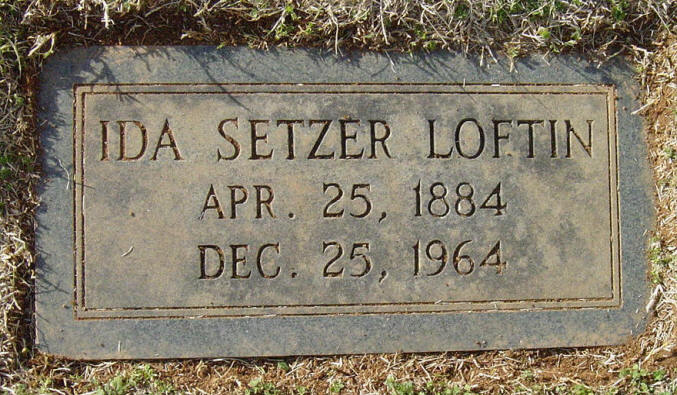 IDA SETZER LOFTIN
APR. 25, 1884
DEC. 25, 1964